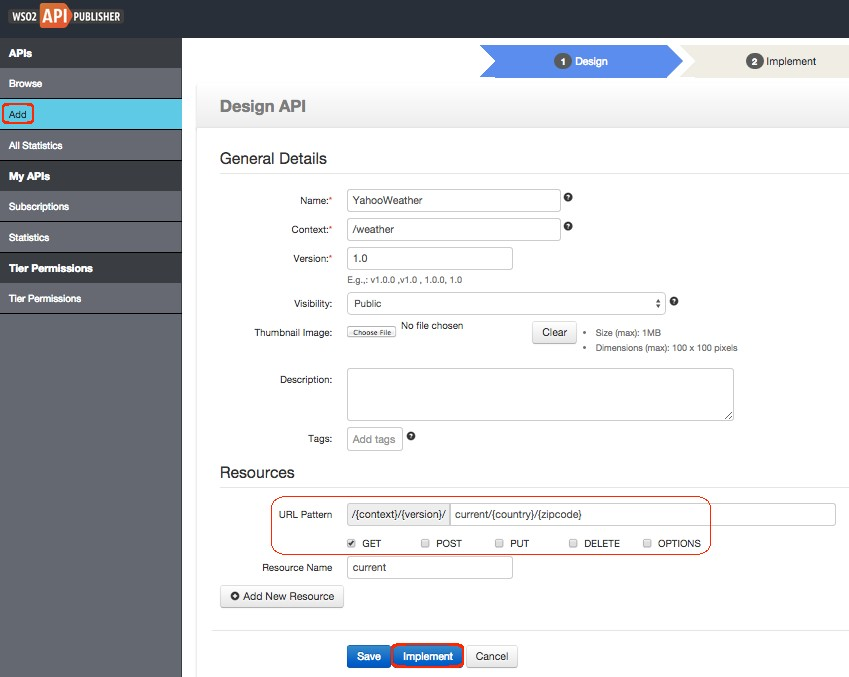 WSO2 API PUBLISHER
APIs
Browse
Add
All Statistics
My APIs
Subscriptions
Statistics
Tier Permissions
Tier Permissions
1 Design
2 Implement
Design API
General Details
Name:* YahooWeather ?
Context:* /weather ?
Version:* 1.0
E.g.,: v1.0.0 ,v1.0 , 1.0.0, 1.0
Visibility: Public ?
Thumbnail Image: Choose File No file chosen Clear • Size (max): 1MB
• Dimensions (max): 100 x 100 pixels
Description:
Tags: Add tags ?
Resources
URL Pattern /{context}/{version}/ current/{country}/{zipcode}
GET POST PUT DELETE OPTIONS
Resource Name current
Add New Resource
Save Implement Cancel